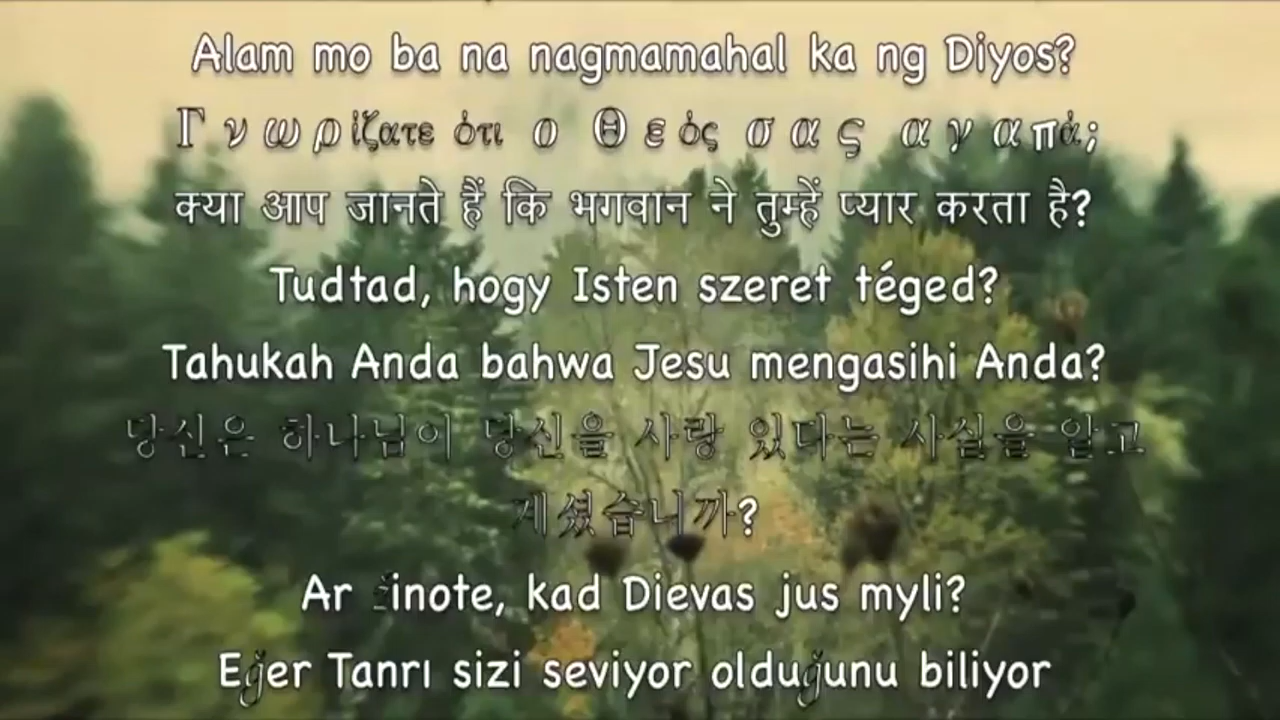 Alam mo ba na nagmamahal ka ng Diyos?
Γνωρίζατε ότι ο Θεός σας αγαπά;
क्या आप जानते हैं कि भगवान ने तुम्हें प्यार करता है?
Tudtad, hogy Isten szeret téged?
Tahukah Anda bahwa Jesu mengasihi Anda?
당신은 하나님이 당신을 사랑 있다는 사실을 알고
계셨습니까?
Ar žinote, kad Dievas jus myli?
Eğer Tanrı sizi seviyor olduğunu biliyor